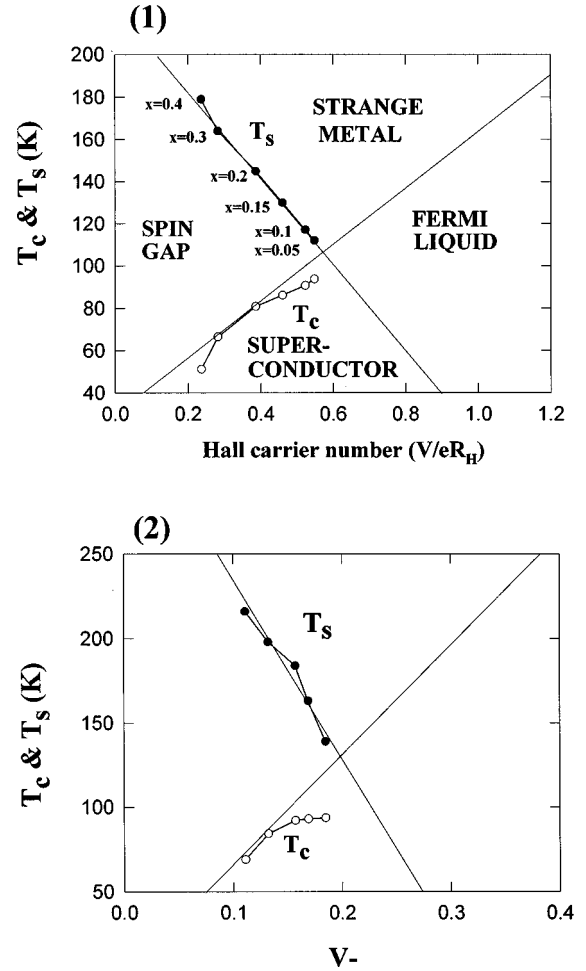 (1)
200
180
160
140
120
100
80
60
40
T_c & T_s (K)
x=0.4
x=0.3
x=0.2
x=0.15
x=0.1
x=0.05
T_s
STRANGE
METAL
SPIN
GAP
FERMI
LIQUID
T_c
SUPER-
CONDUCTOR
0.0 0.2 0.4 0.6 0.8 1.0 1.2
Hall carrier number (V/eR_H)
(2)
250
200
150
100
50
T_c & T_s (K)
T_s
T_c
0.0 0.1 0.2 0.3 0.4
V-